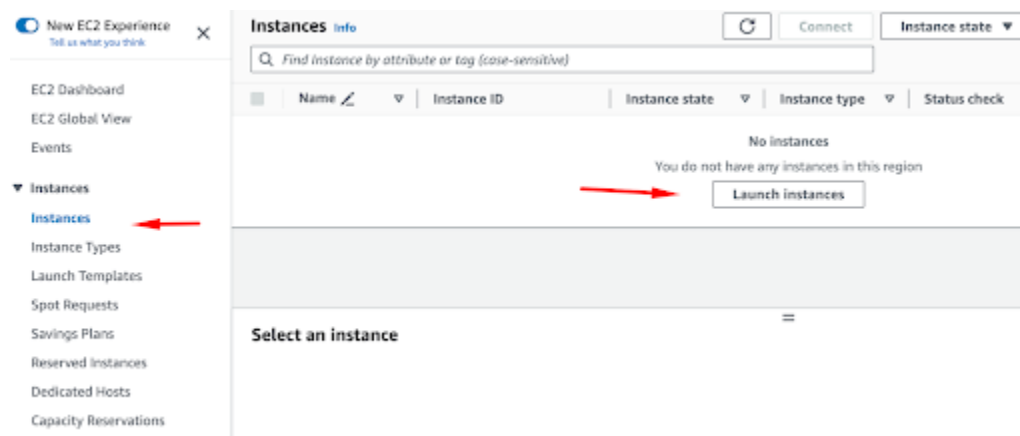 New EC2 Experience
Tell us what you think
EC2 Dashboard
EC2 Global View
Events
Instances
Instances
Instance Types
Launch Templates
Spot Requests
Savings Plans
Reserved Instances
Dedicated Hosts
Capacity Reservations
Instances Info
Connect
Instance state
Find Instance by attribute or tag (case-sensitive)
Name Instance ID Instance state Instance type Status check
No instances
You do not have any instances in this region
Launch instances
Select an instance